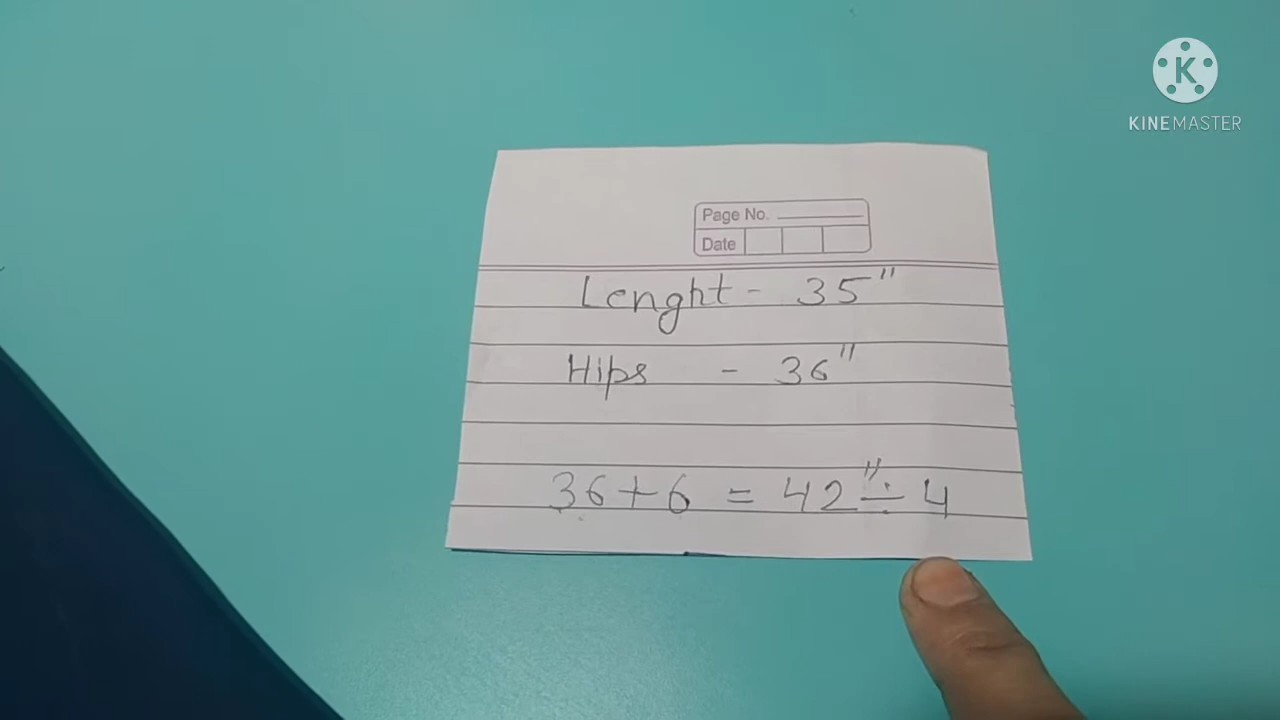 KINEMASTER
Page No.
Date
Lenght - 35"
Hips - 36"
36+6 = 42" ÷ 4